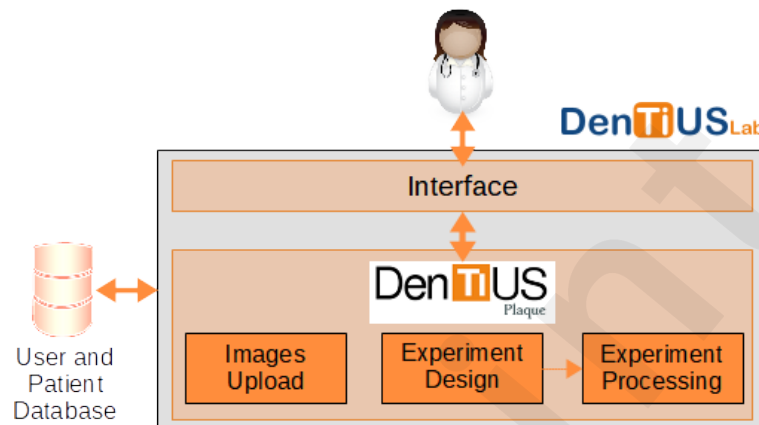 DenTiUSLab
Interface
DenTiUS
Plaque
Images
Upload
Experiment
Design
Experiment
Processing
User and
Patient
Database